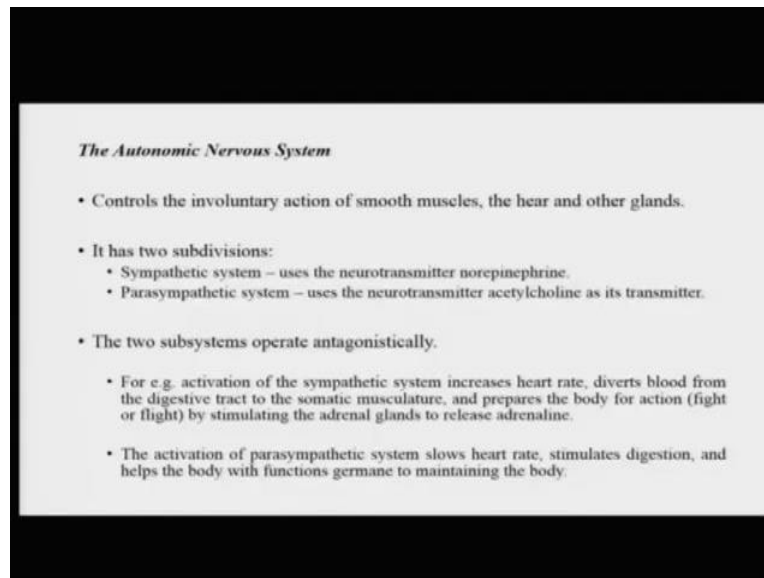 The Autonomic Nervous System
• Controls the involuntary action of smooth muscles, the hear and other glands.
• It has two subdivisions:
• Sympathetic system – uses the neurotransmitter norepinephrine.
• Parasympathetic system – uses the neurotransmitter acetylcholine as its transmitter.
• The two subsystems operate antagonistically.
• For e.g. activation of the sympathetic system increases heart rate, diverts blood from
the digestive tract to the somatic musculature, and prepares the body for action (fight
or flight) by stimulating the adrenal glands to release adrenaline.
• The activation of parasympathetic system slows heart rate, stimulates digestion, and
helps the body with functions germane to maintaining the body.